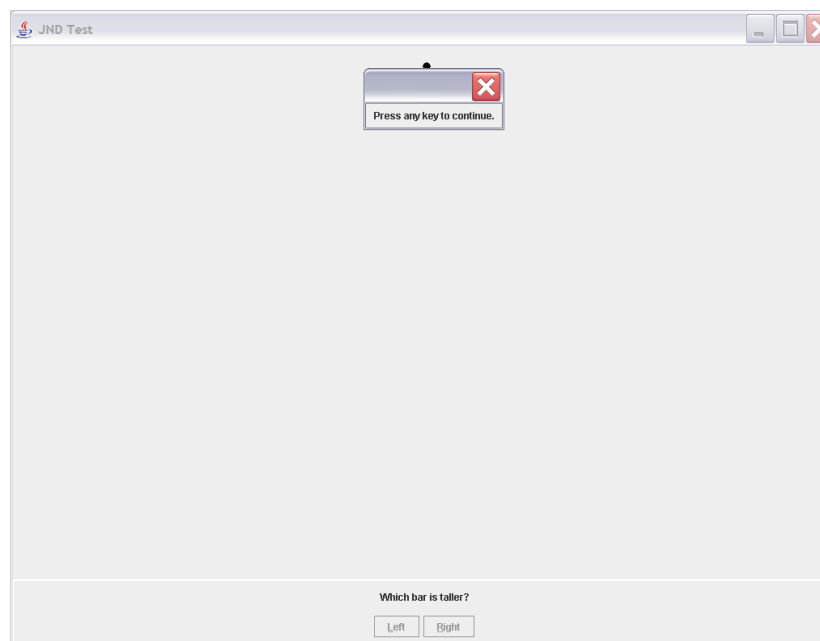 JND Test
Press any key to continue.
Which bar is taller?
Left Right